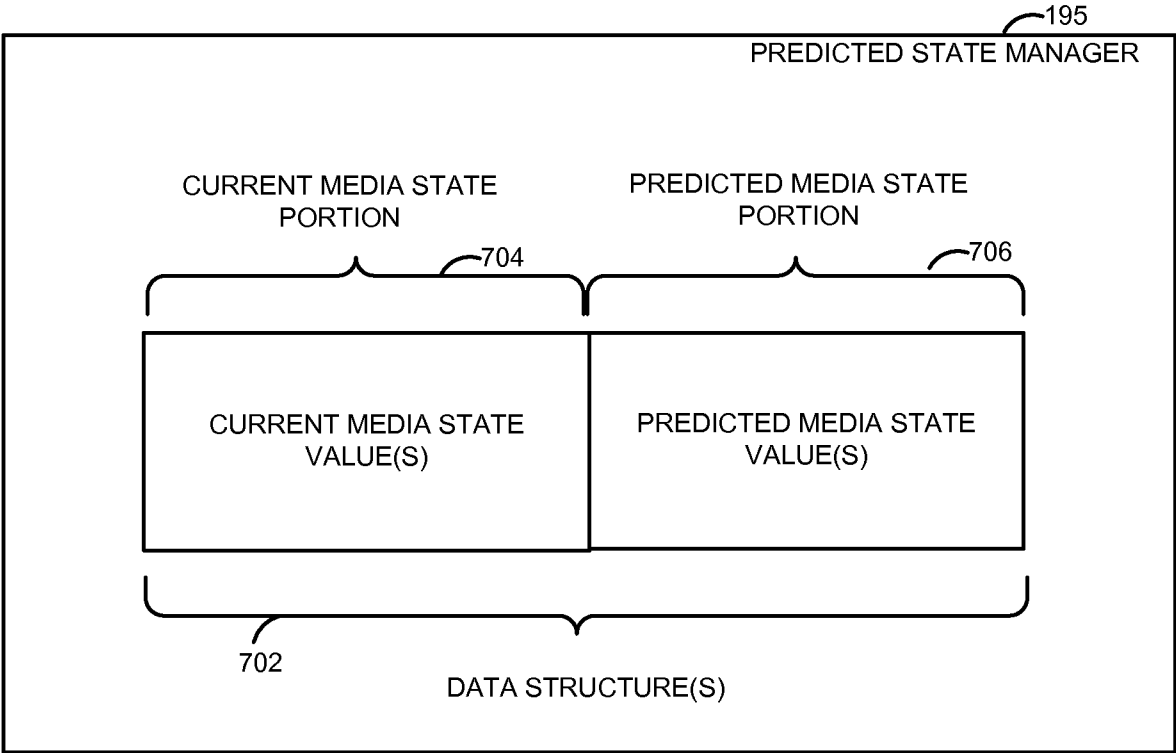 195
PREDICTED STATE MANAGER
CURRENT MEDIA STATE
PORTION
PREDICTED MEDIA STATE
PORTION
704
706
CURRENT MEDIA STATE
VALUE(S)
PREDICTED MEDIA STATE
VALUE(S)
702
DATA STRUCTURE(S)